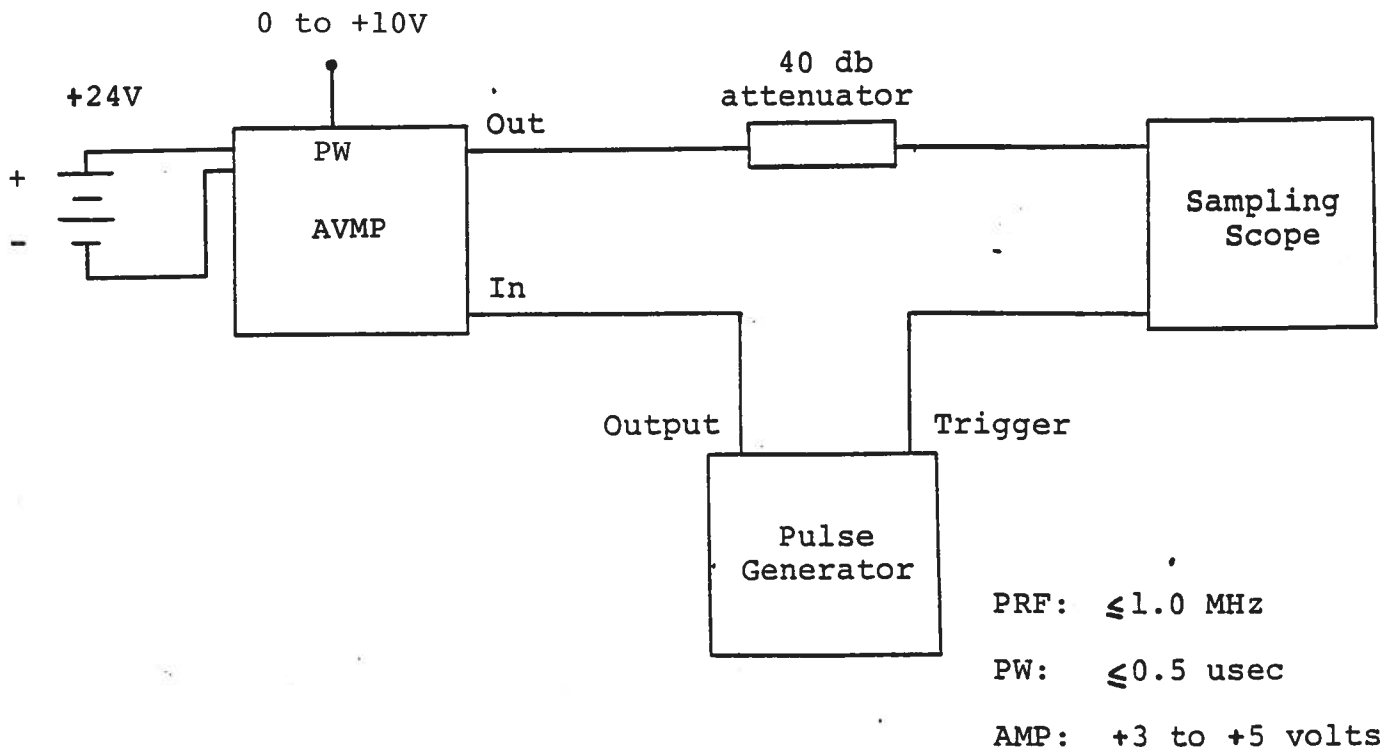 0 to +10V
+24V
40 db
attenuator
Out
PW
+
-
AVMP
Sampling
Scope
In
Output
Trigger
Pulse
Generator
PRF: ≤1.0 MHz
PW: ≤0.5 usec
AMP: +3 to +5 volts